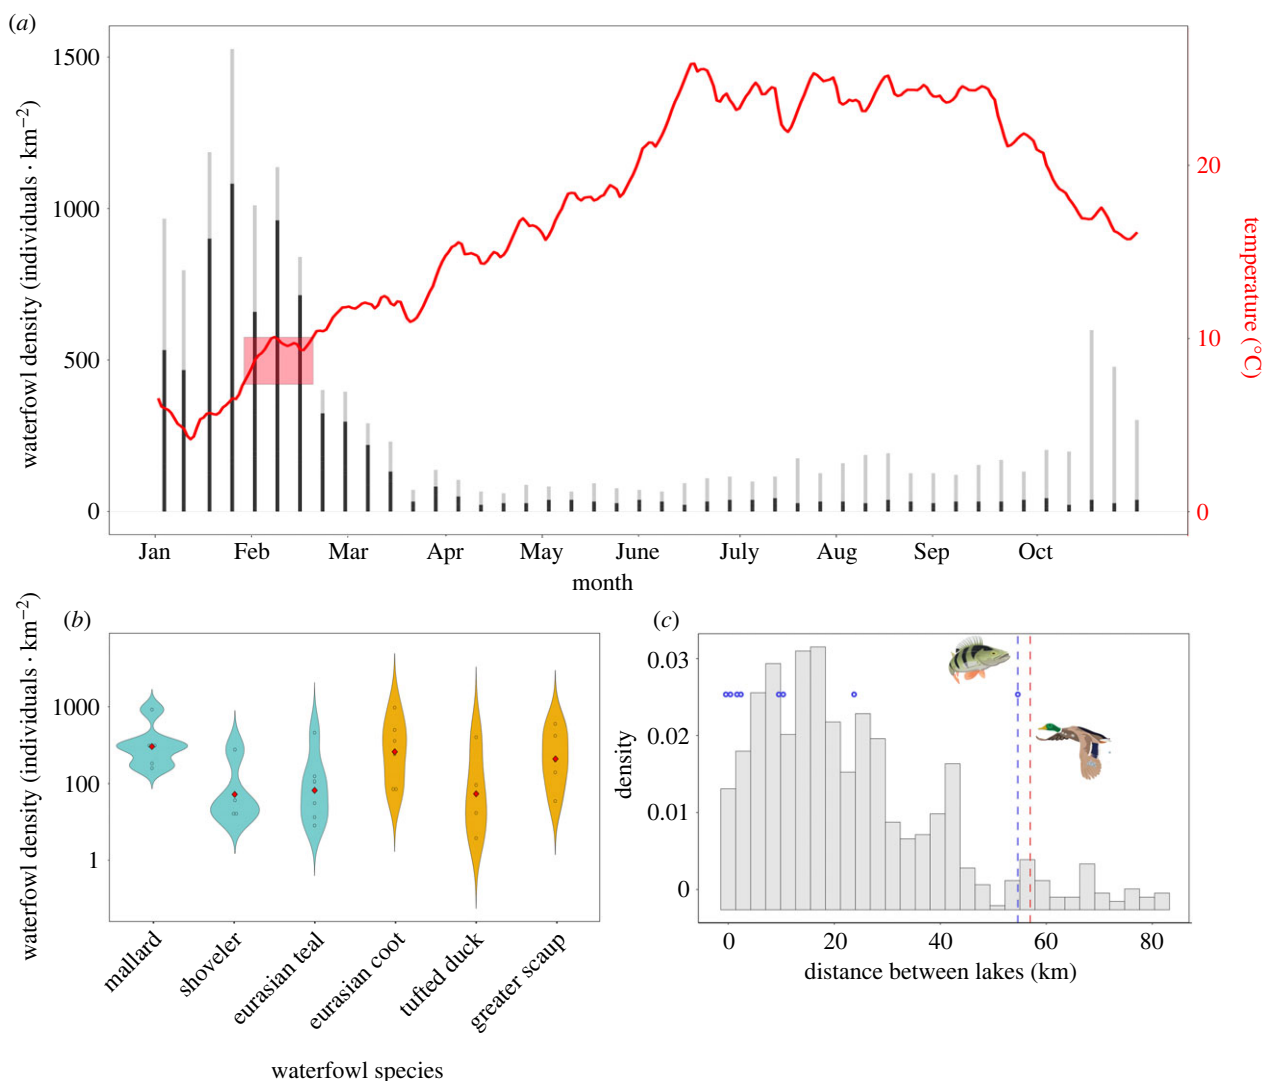 (a)
waterfowl density (individuals · km−2)
1500
1000
500
0
20
10
0
temperature (°C)
Jan Feb Mar Apr May June July Aug Sep Oct
month
(b)
waterfowl density (individuals · km−2)
1000
100
1
mallard
shoveler
eurasian teal
eurasian coot
tufted duck
greater scaup
waterfowl species
(c)
density
0.03
0.02
0.01
0
0 20 40 60 80
distance between lakes (km)